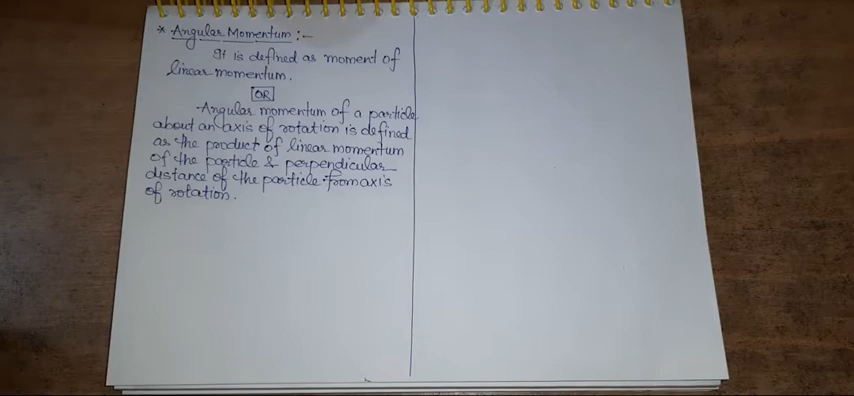 * Angular Momentum :-
It is defined as moment of
linear momentum.
OR
Angular momentum of a particle
about an axis of rotation is defined
as the product of linear momentum
of the particle & perpendicular
distance of the particle from axis
of rotation.